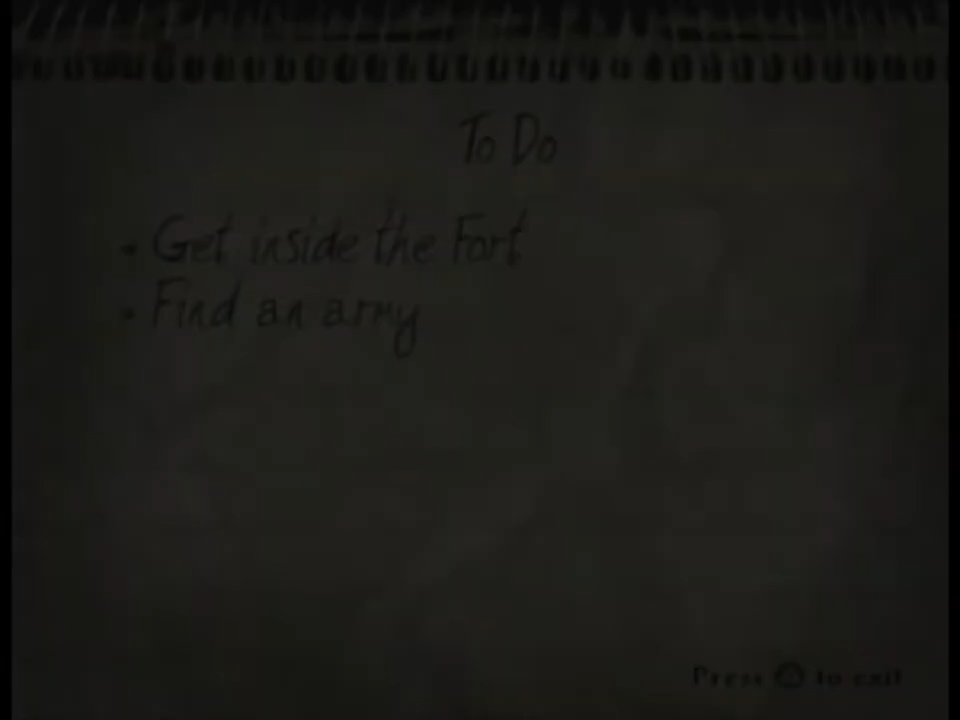 To Do
• Get inside the Fort
• Find an army
Press to exit